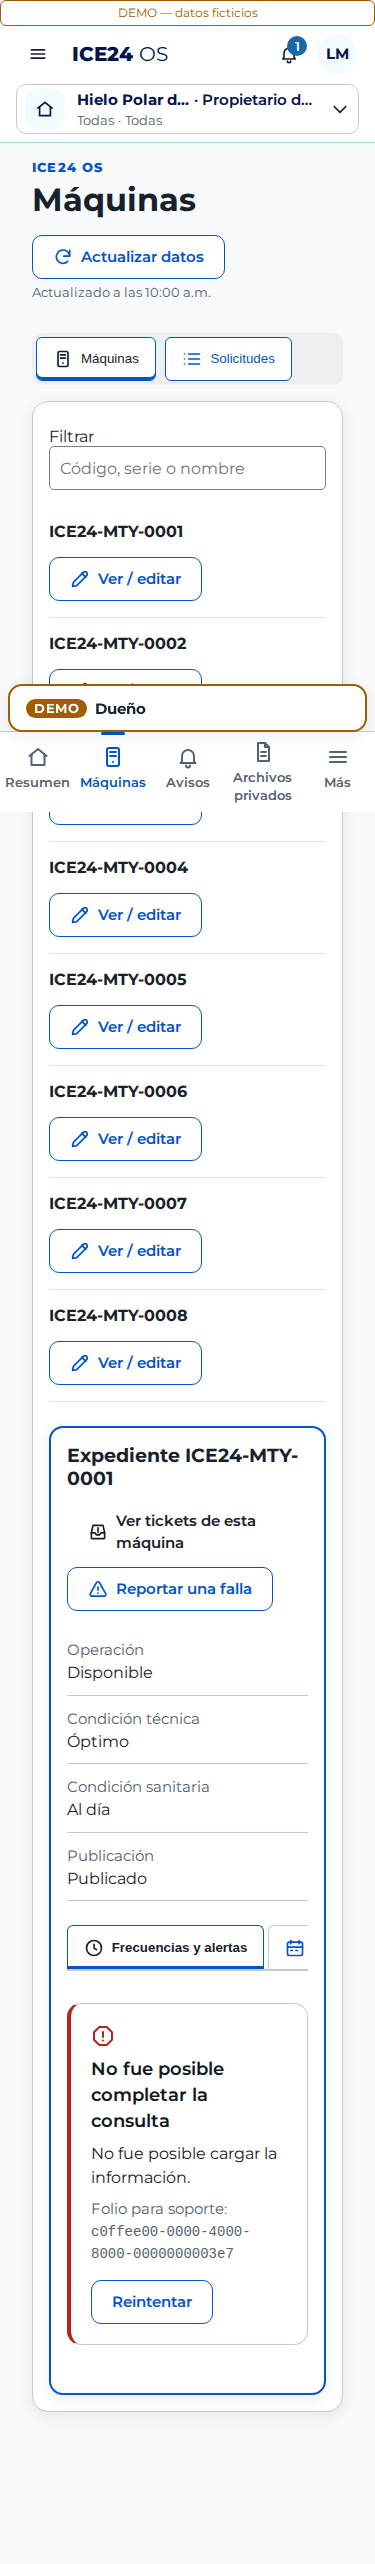 DEMO — datos ficticios
ICE24 OS
1
LM
Hielo Polar d... · Propietario d...
Todas · Todas
ICE24 OS
Máquinas
Actualizar datos
Actualizado a las 10:00 a.m.
Máquinas
Solicitudes
Filtrar
Código, serie o nombre
ICE24-MTY-0001
Ver / editar
ICE24-MTY-0002
DEMO Dueño
Resumen
Máquinas
Avisos
Archivos privados
Más
ICE24-MTY-0004
Ver / editar
ICE24-MTY-0005
Ver / editar
ICE24-MTY-0006
Ver / editar
ICE24-MTY-0007
Ver / editar
ICE24-MTY-0008
Ver / editar
Expediente ICE24-MTY-
0001
Ver tickets de esta
máquina
Reportar una falla
Operación
Disponible
Condición técnica
Óptimo
Condición sanitaria
Al día
Publicación
Publicado
Frecuencias y alertas
No fue posible
completar la
consulta
No fue posible cargar la
información.
Folio para soporte:
c0ffee00-0000-4000-
8000-0000000003e7
Reintentar